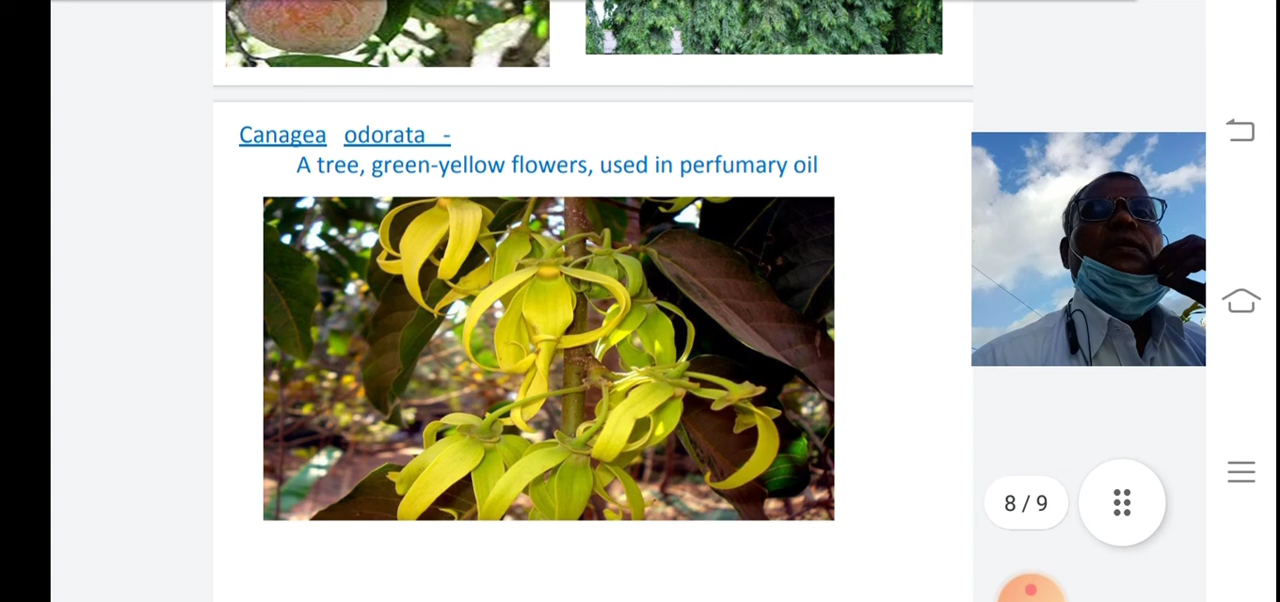 Canagea odorata -
A tree, green-yellow flowers, used in perfumary oil
8 / 9